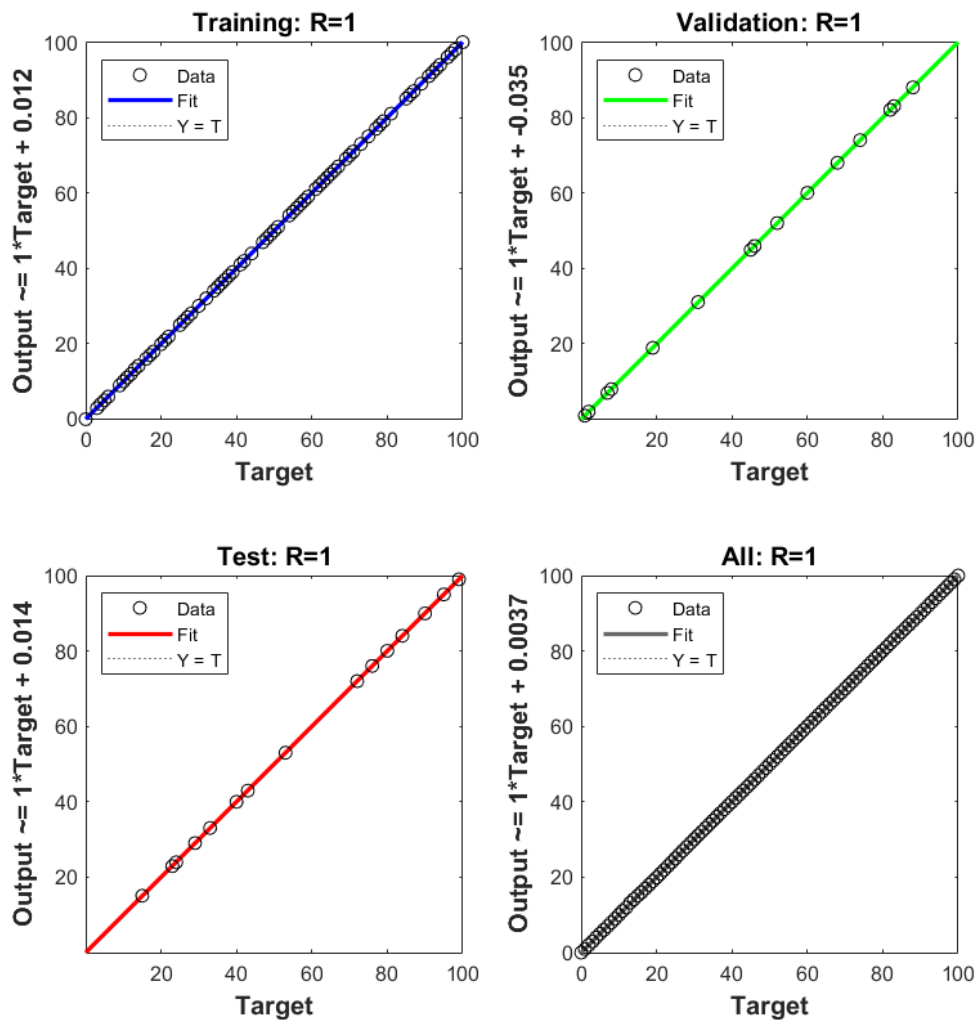 Training: R=1
Output ~= 1*Target + 0.012
100
80
60
40
20
0
Data
Fit
Y = T
0 20 40 60 80 100
Target
Validation: R=1
Output ~= 1*Target + -0.035
100
80
60
40
20
Data
Fit
Y = T
20 40 60 80 100
Target
Test: R=1
Output ~= 1*Target + 0.014
100
80
60
40
20
Data
Fit
Y = T
20 40 60 80 100
Target
All: R=1
Output ~= 1*Target + 0.0037
100
80
60
40
20
0
Data
Fit
Y = T
0 20 40 60 80 100
Target